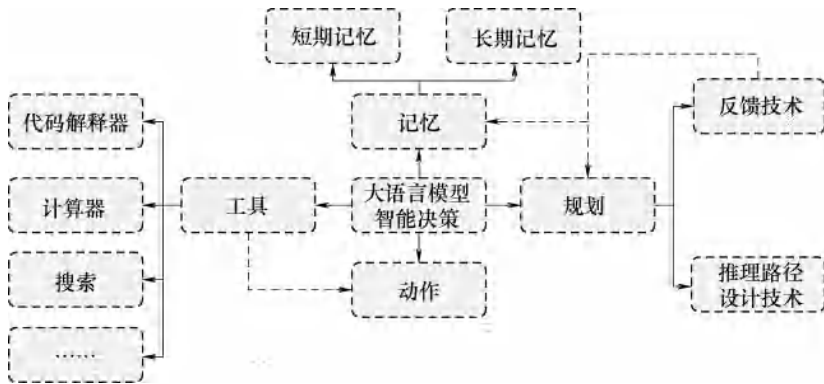 短期记忆
长期记忆
代码解释器
记忆
反馈技术
计算器
工具
大语言模型
智能决策
规划
搜索
动作
推理路径
设计技术
……